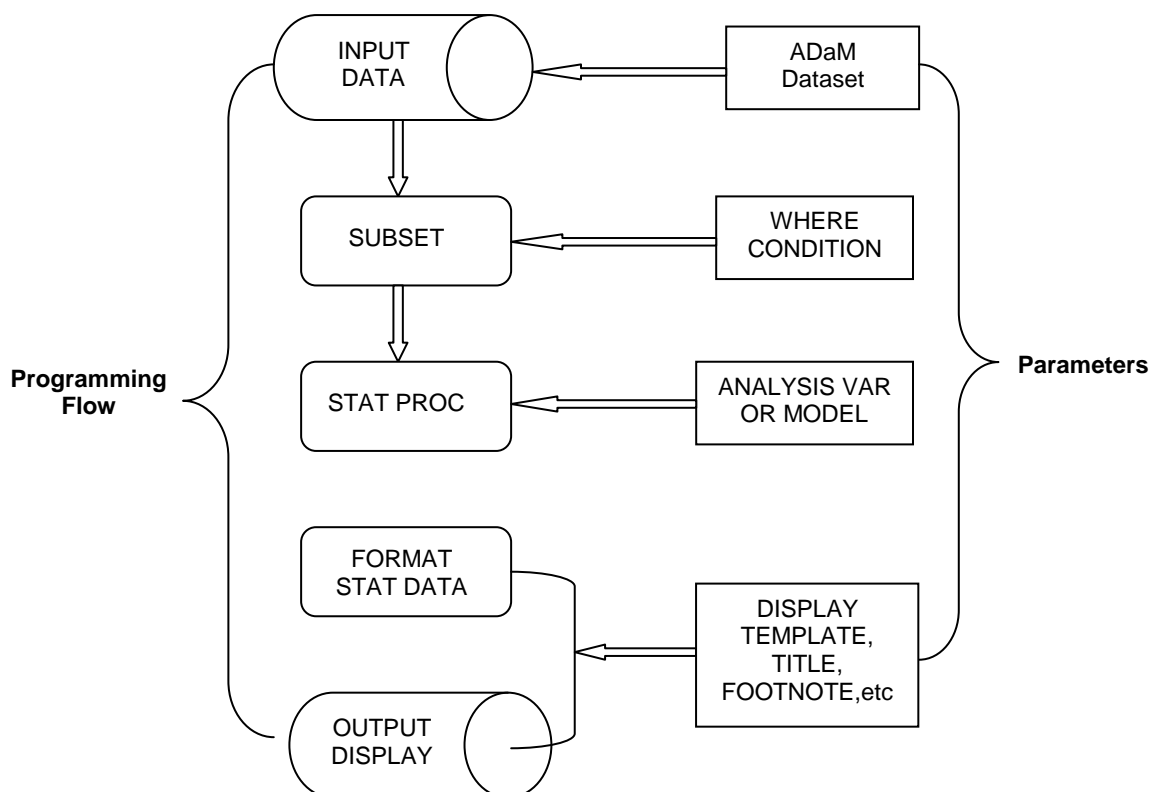 INPUT
DATA
ADaM
Dataset
SUBSET
WHERE
CONDITION
Programming
Flow
STAT PROC
ANALYSIS VAR
OR MODEL
Parameters
FORMAT
STAT DATA
DISPLAY
TEMPLATE,
TITLE,
FOOTNOTE,etc
OUTPUT
DISPLAY